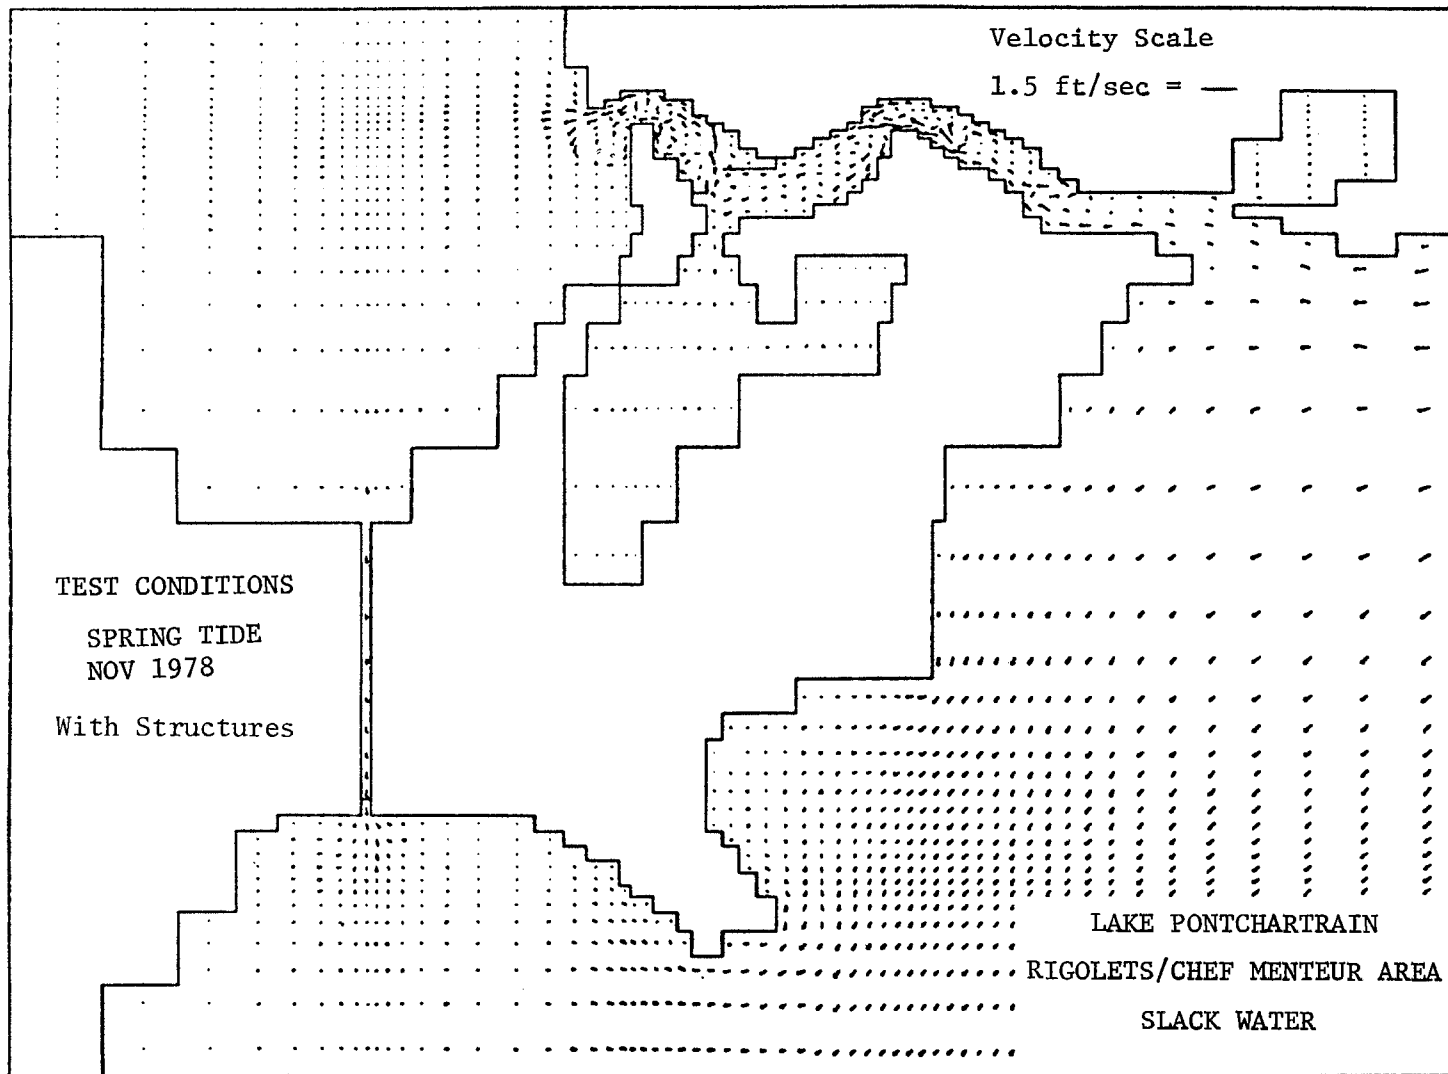 Velocity Scale
1.5 ft/sec = —
TEST CONDITIONS
SPRING TIDE
NOV 1978
With Structures
LAKE PONTCHARTRAIN
RIGOLETS/CHEF MENTEUR AREA
SLACK WATER